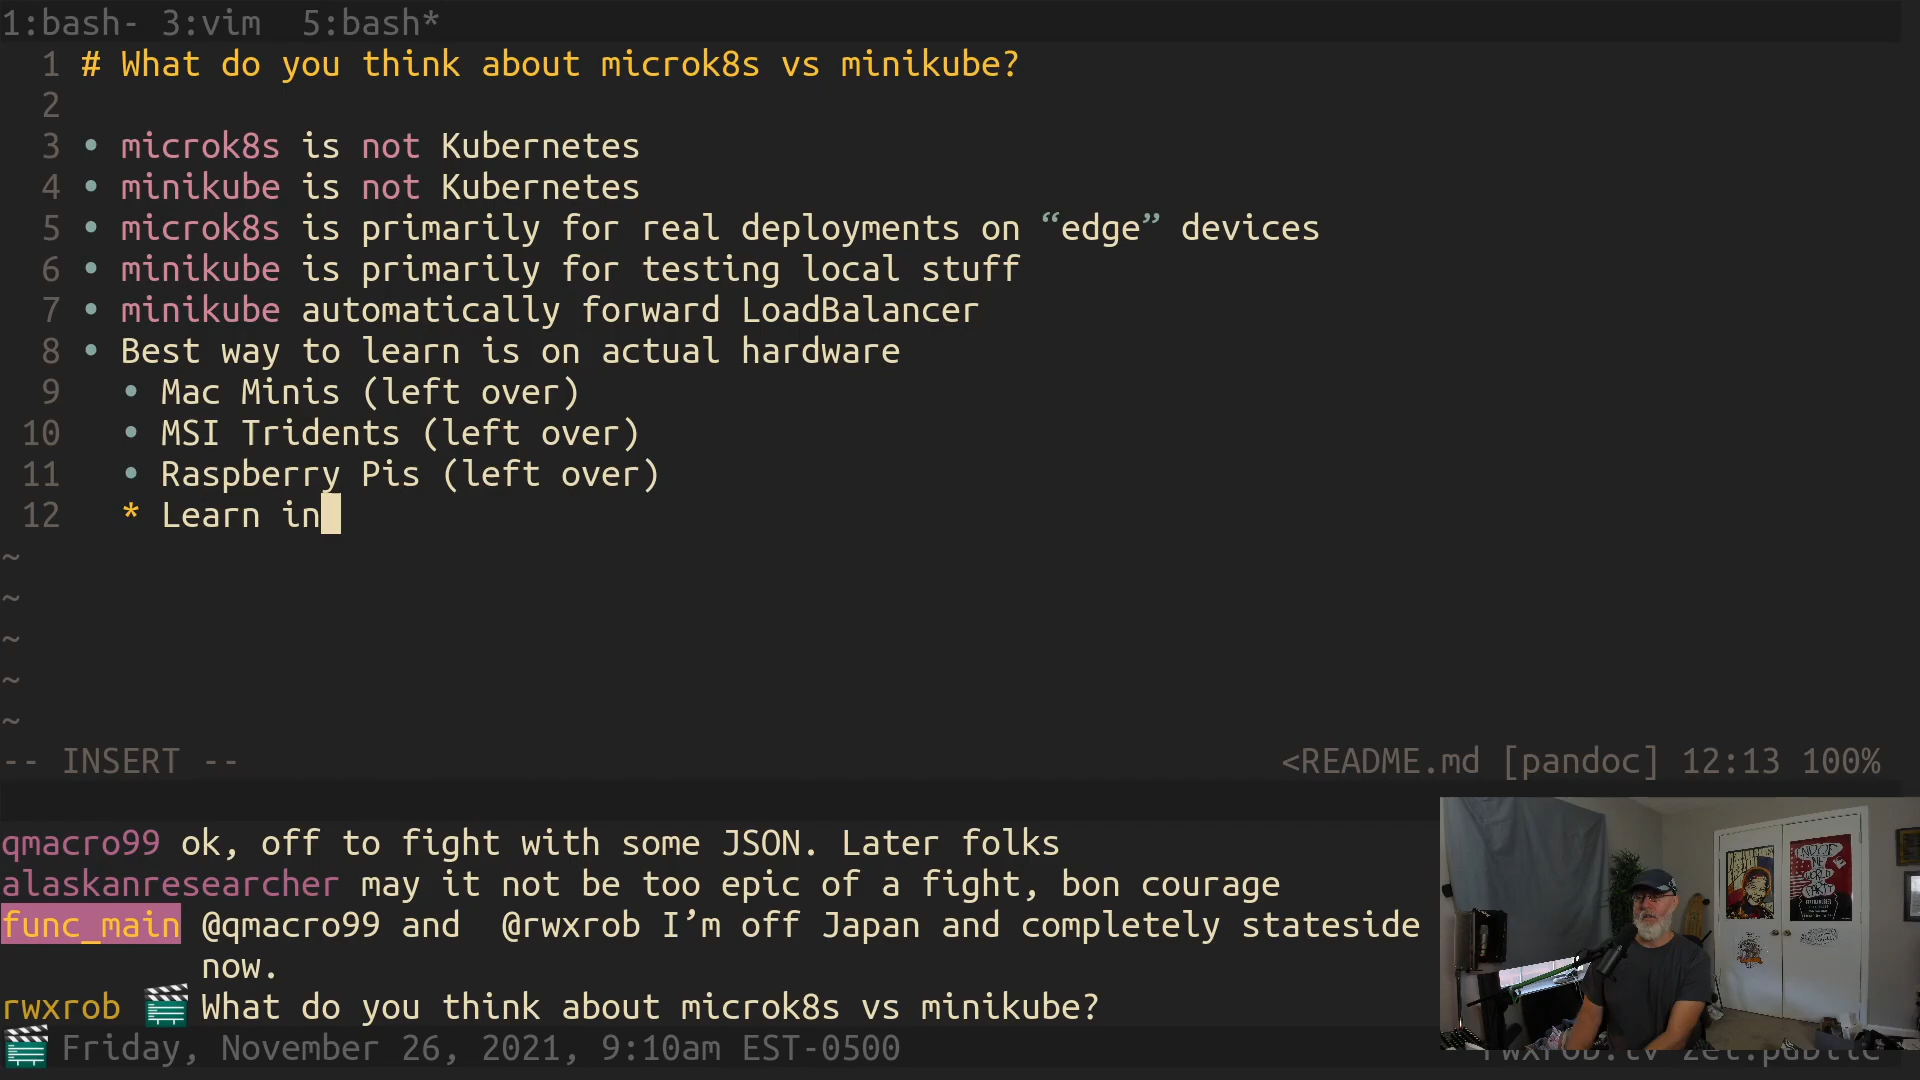 1:bash- 3:vim  5:bash*
1 # What do you think about microk8s vs minikube?
2
3 • microk8s is not Kubernetes
4 • minikube is not Kubernetes
5 • microk8s is primarily for real deployments on “edge” devices
6 • minikube is primarily for testing local stuff
7 • minikube automatically forward LoadBalancer
8 • Best way to learn is on actual hardware
9 • Mac Minis (left over)
10 • MSI Tridents (left over)
11 • Raspberry Pis (left over)
12 * Learn in
~
~
~
~
~
-- INSERT -- <README.md [pandoc] 12:13 100%
qmacro99 ok, off to fight with some JSON. Later folks
alaskanresearcher may it not be too epic of a fight, bon courage
func_main @qmacro99 and  @rwxrob I’m off Japan and completely stateside
now.
rwxrob 🎬 What do you think about microk8s vs minikube?
🎬 Friday, November 26, 2021, 9:10am EST-0500 rwxrob.tv zet.public